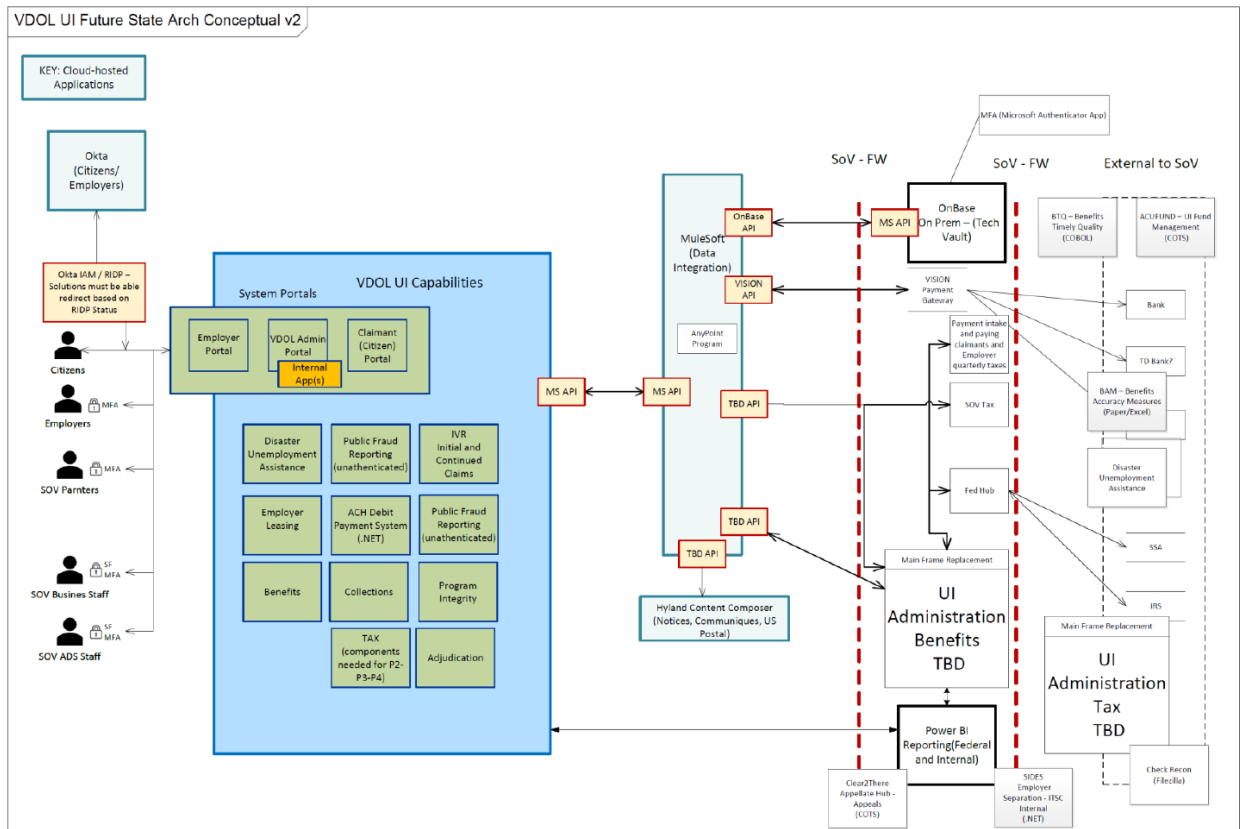 VDOL UI Future State Arch Conceptual v2
KEY: Cloud-hosted
Applications
Okta
(Citizens/
Employers)
Okta IAM / RIDP –
Solutions must be able
redirect based on
RIDP Status
Citizens
Employers
MFA
SOV Parnters
MFA
SOV Busines Staff
SF
MFA
SOV ADS Staff
SF
MFA
VDOL UI Capabilities
System Portals
Employer
Portal
VDOL Admin
Portal
Internal
App(s)
Claimant
(Citizen)
Portal
Disaster
Unemployment
Assistance
Public Fraud
Reporting
(unauthenticated)
IVR
Initial and
Continued
Claims
Employer
Leasing
ACH Debit
Payment System
(.NET)
Public Fraud
Reporting
(unauthenticated)
Benefits
Collections
Program
Integrity
TAX
(components
needed for P2-
P3-P4)
Adjudication
MS API
MS API
MuleSoft
(Data
Integration)
AnyPoint
Program
OnBase
API
VISION
API
TBD API
TBD API
TBD API
Hyland Content Composer
(Notices, Communiques, US
Postal)
MFA (Microsoft Authenticator App)
SoV - FW
SoV - FW
External to SoV
MS API
OnBase
On Prem – (Tech
Vault)
VISION
Payment
Gateway
Payment intake
and paying
claimants and
Employer
quarterly taxes
SOV Tax
Fed Hub
Main Frame Replacement
UI
Administration
Benefits
TBD
Power BI
Reporting(Federal
and Internal)
Clear2There
Appellate Hub -
Appeals
(COTS)
SIDES
Employer
Separation - ITSC
Internal
(.NET)
BTQ – Benefits
Timely Quality
(COBOL)
ACUFUND – UI Fund
Management
(COTS)
Bank
TD Bank?
BAM – Benefits
Accuracy Measures
(Paper/Excel)
Disaster
Unemployment
Assistance
SSA
IRS
Main Frame Replacement
UI
Administration
Tax
TBD
Check Recon
(Filezilla)